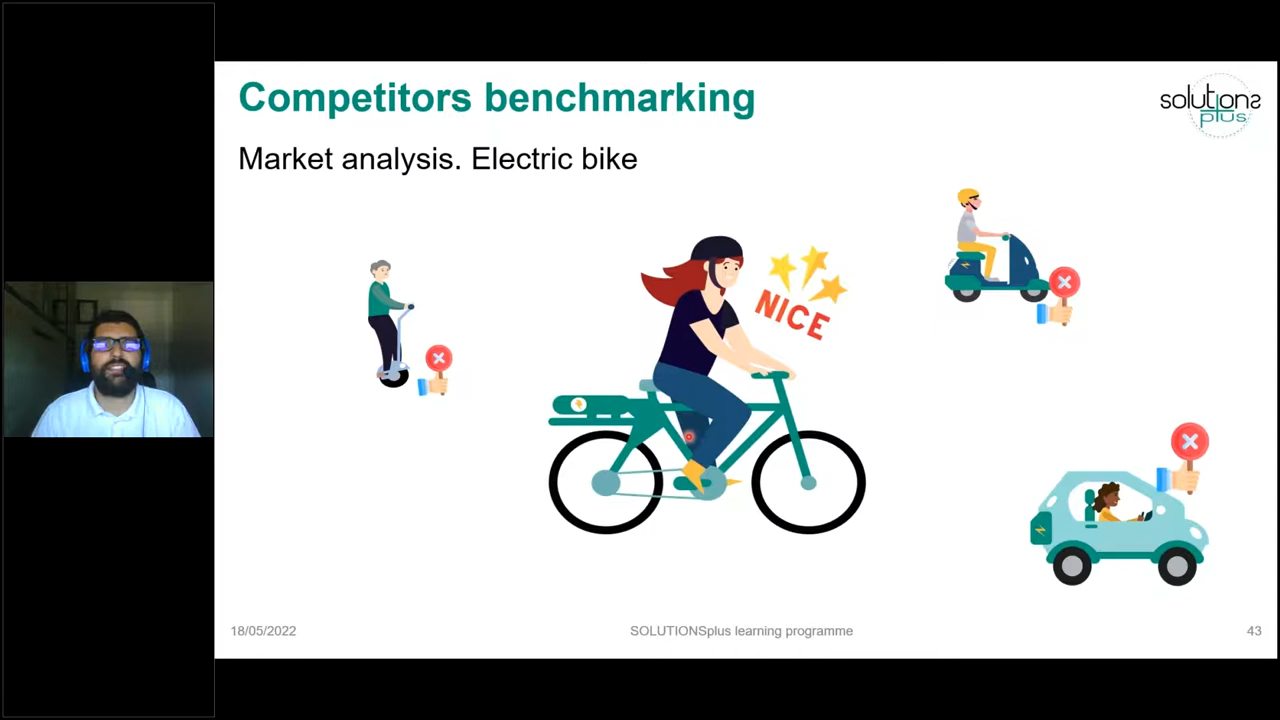 Competitors benchmarking
solutions
plus
Market analysis. Electric bike
NICE
18/05/2022
SOLUTIONSplus learning programme
43